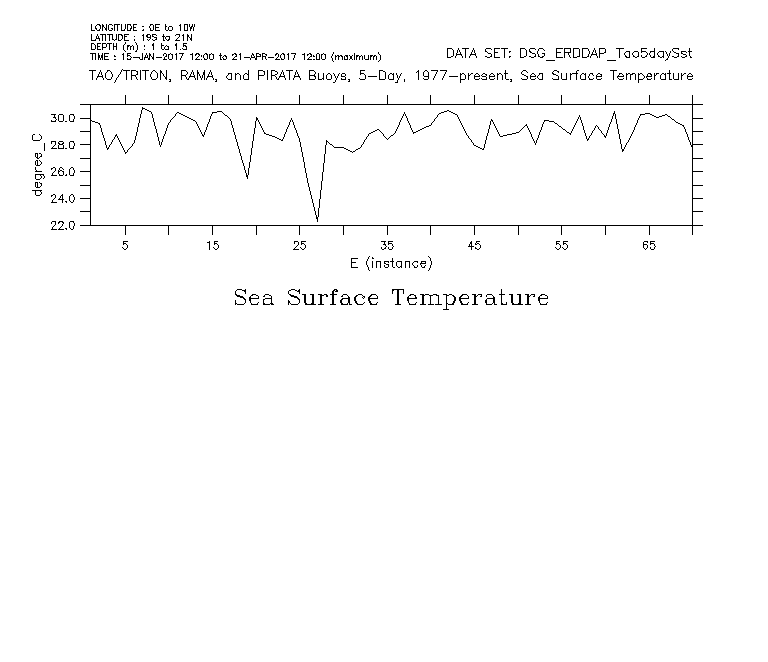 LONGITUDE : 0E to 10W
LATITUDE : 19S to 21N
DEPTH (m) : 1 to 1.5
TIME : 15-JAN-2017 12:00 to 21-APR-2017 12:00 (maximum)
DATA SET: DSG_ERDDAP_Tao5daySst
TAO/TRITON, RAMA, and PIRATA Buoys, 5-Day, 1977-present, Sea Surface Temperature
30.0
28.0
26.0
24.0
22.0
degree_C
5 15 25 35 45 55 65
E (instance)
Sea Surface Temperature